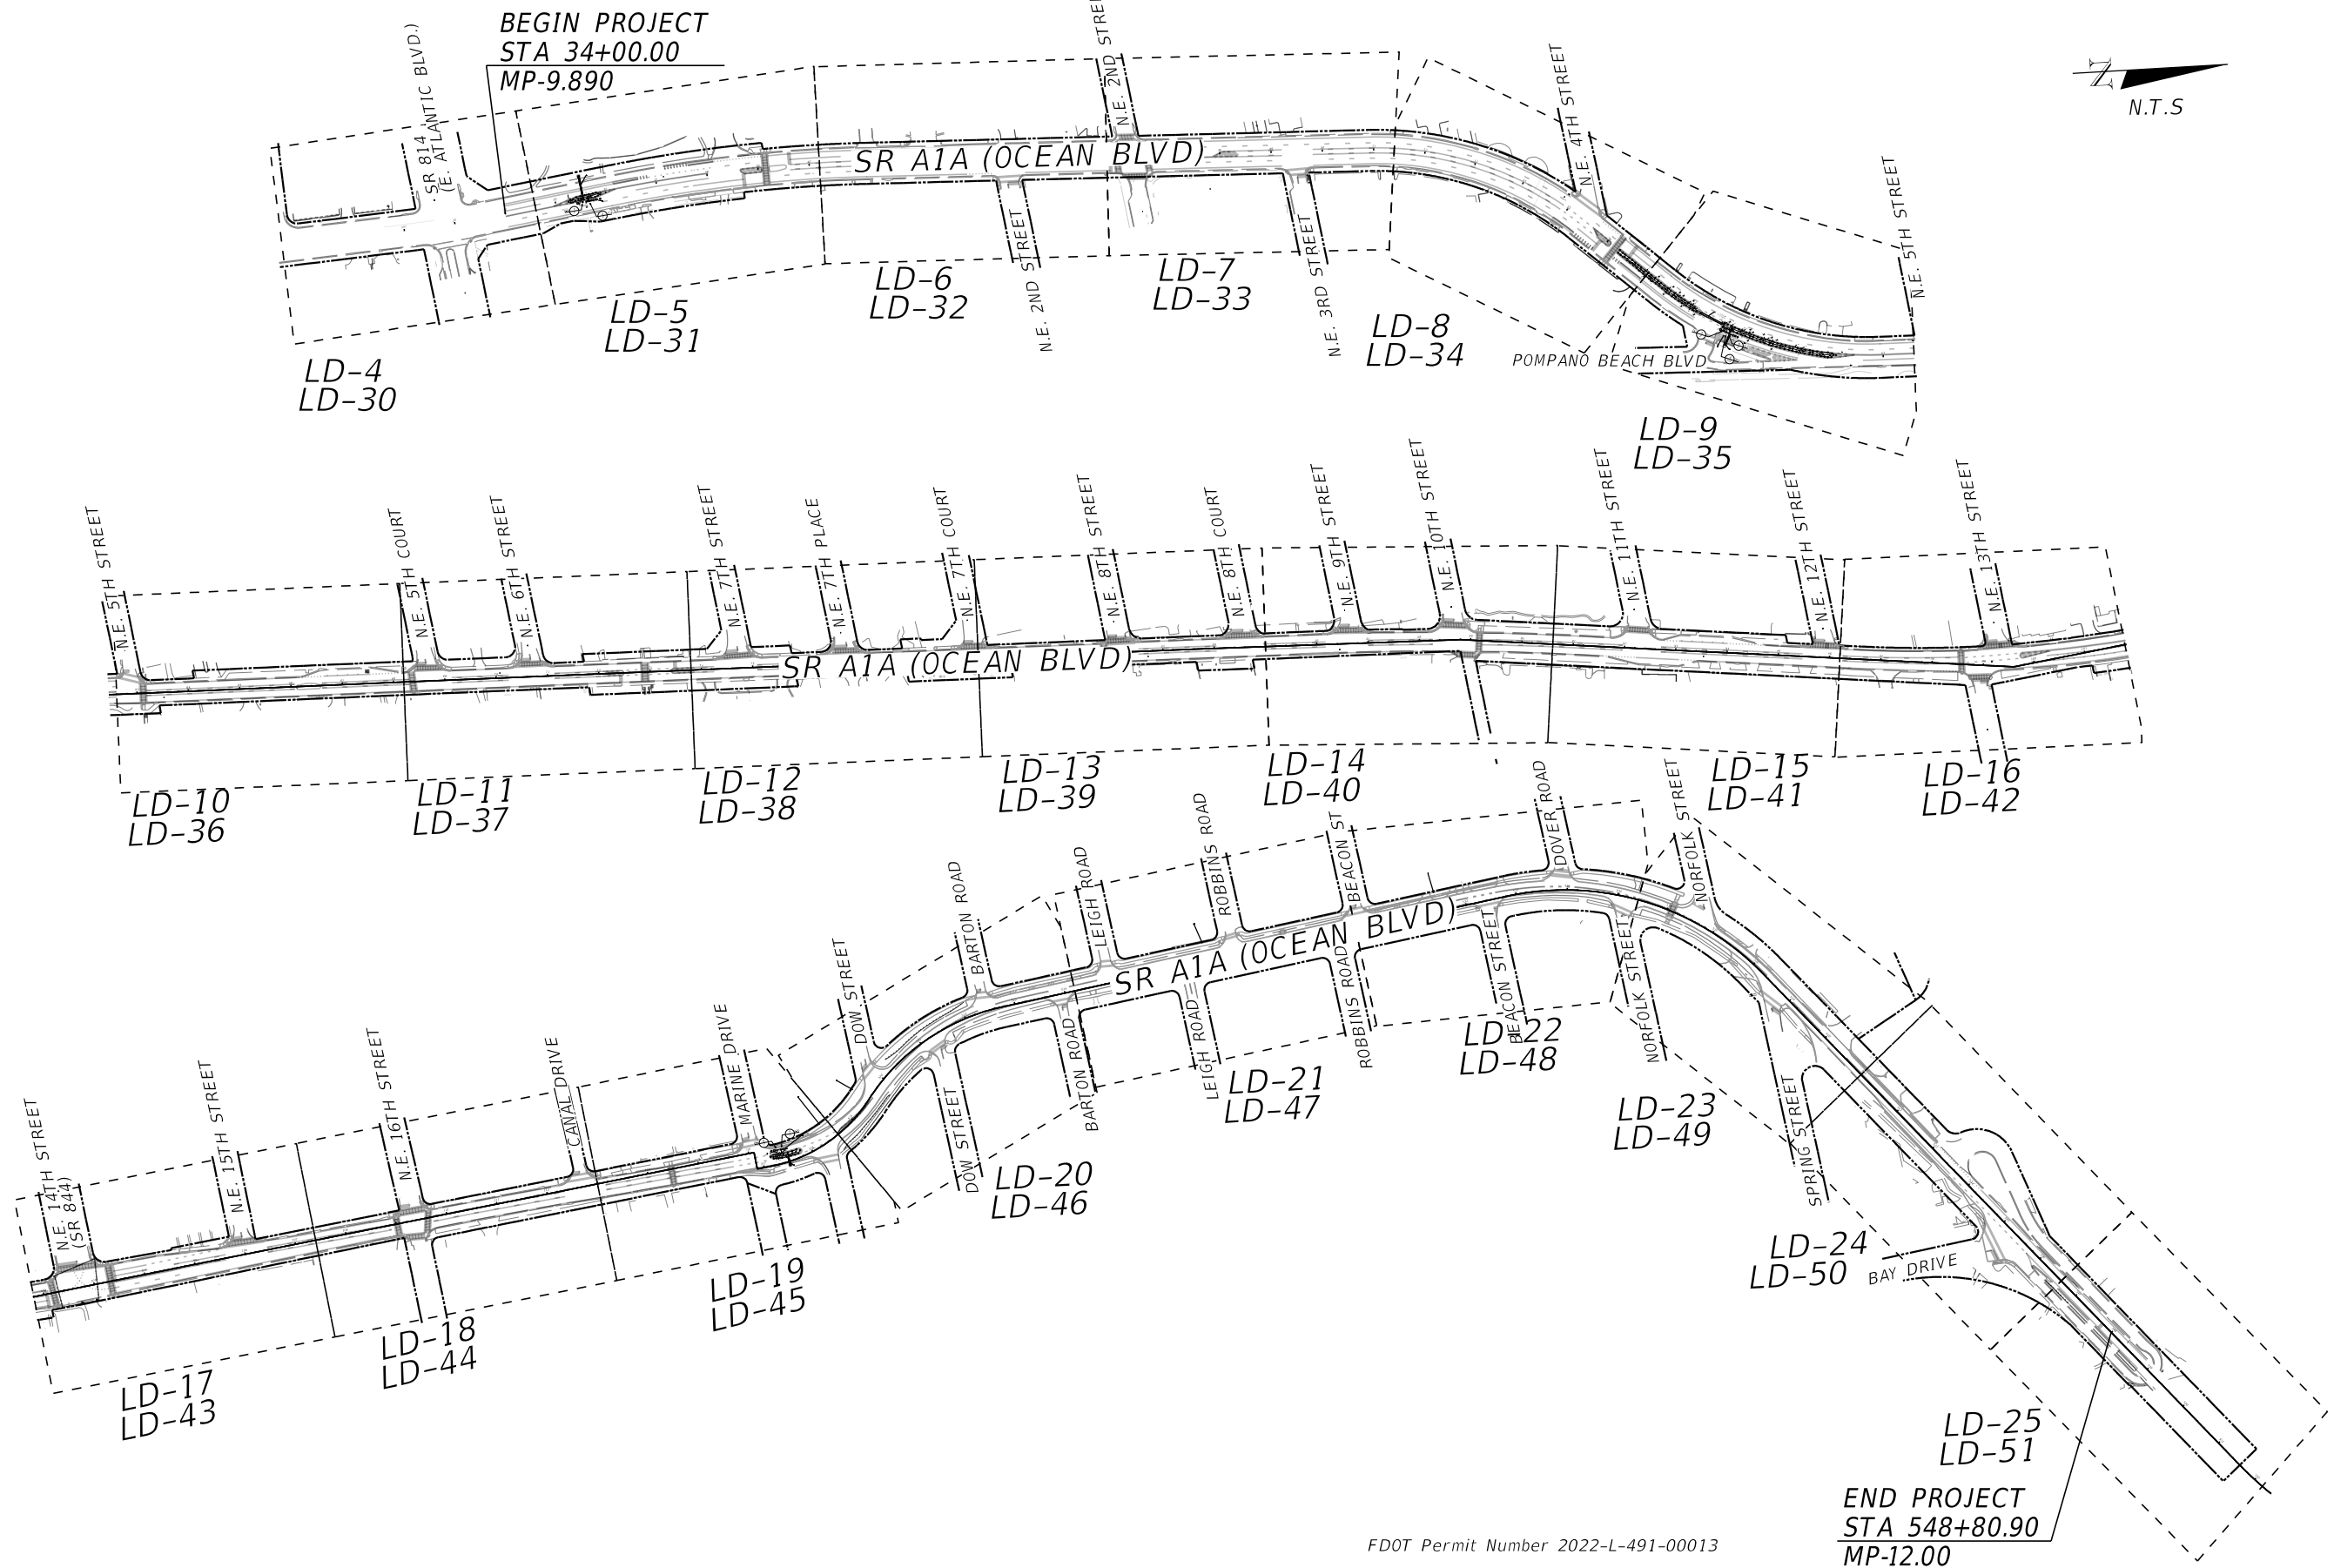 BEGIN PROJECT
STA 34+00.00
MP-9.890
SR 814
(E. ATLANTIC BLVD.)
N.E. 2ND STREET
N.E. 4TH STREET
N.E. 5TH STREET
N
N.T.S
SR A1A (OCEAN BLVD)
N.E. 2ND STREET
N.E. 3RD STREET
POMPANO BEACH BLVD
LD-4
LD-30
LD-5
LD-31
LD-6
LD-32
LD-7
LD-33
LD-8
LD-34
LD-9
LD-35
N.E. 5TH STREET
N.E. 5TH COURT
N.E. 6TH STREET
N.E. 7TH STREET
N.E. 7TH PLACE
N.E. 7TH COURT
N.E. 8TH STREET
N.E. 8TH COURT
N.E. 9TH STREET
N.E. 10TH STREET
N.E. 11TH STREET
N.E. 12TH STREET
N.E. 13TH STREET
SR A1A (OCEAN BLVD)
LD-10
LD-36
LD-11
LD-37
LD-12
LD-38
LD-13
LD-39
LD-14
LD-40
LD-15
LD-41
LD-16
LD-42
N.E. 14TH STREET
(SR 844)
N.E. 15TH STREET
N.E. 16TH STREET
CANAL DRIVE
MARINE DRIVE
DOW STREET
BARTON ROAD
LEIGH ROAD
ROBBINS ROAD
BEACON ST
DOVER ROAD
NORFOLK STREET
SR A1A (OCEAN BLVD)
DOW STREET
BARTON ROAD
LEIGH ROAD
ROBBINS ROAD
BEACON STREET
NORFOLK STREET
SPRING STREET
BAY DRIVE
LD-17
LD-43
LD-18
LD-44
LD-19
LD-45
LD-20
LD-46
LD-21
LD-47
LD-22
LD-48
LD-23
LD-49
LD-24
LD-50
LD-25
LD-51
END PROJECT
STA 548+80.90
MP-12.00
FDOT Permit Number 2022-L-491-00013